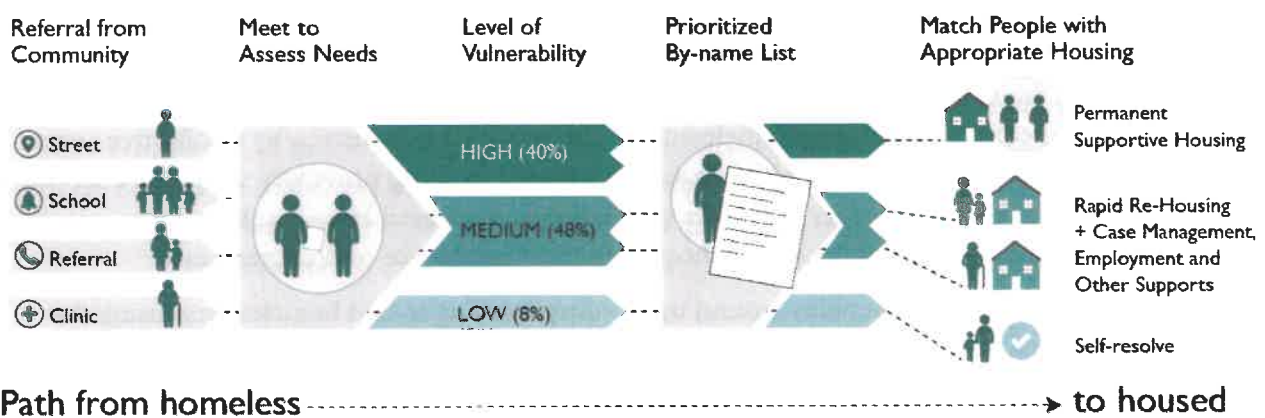 Referral from
Community
Meet to
Assess Needs
Level of
Vulnerability
Prioritized
By-name List
Match People with
Appropriate Housing
Street
School
Referral
Clinic
HIGH (40%)
MEDIUM (48%)
LOW (8%)
Permanent
Supportive Housing
Rapid Re-Housing
+ Case Management,
Employment and
Other Supports
Self-resolve
Path from homeless
to housed